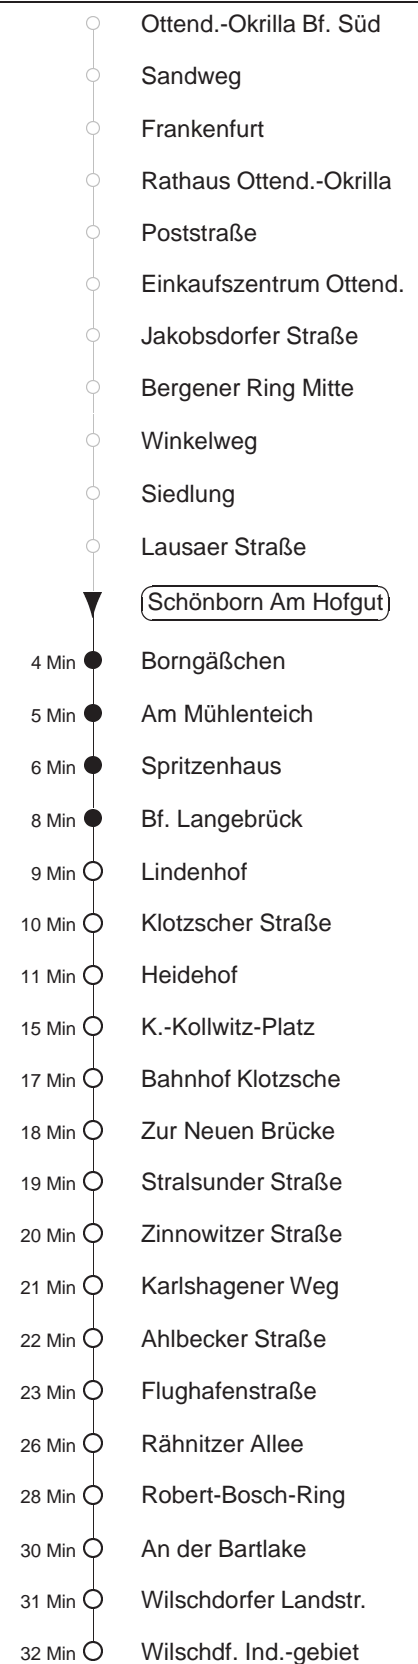 Ottend.-Okrilla Bf. Süd
Sandweg
Frankenfurt
Rathaus Ottend.-Okrilla
Poststraße
Einkaufszentrum Ottend.
Jakobsdorfer Straße
Bergener Ring Mitte
Winkelweg
Siedlung
Lausaer Straße
Schönborn Am Hofgut
4 Min Borngäßchen
5 Min Am Mühlenteich
6 Min Spritzenhaus
8 Min Bf. Langebrück
9 Min Lindenhof
10 Min Klotzscher Straße
11 Min Heidehof
15 Min K.-Kollwitz-Platz
17 Min Bahnhof Klotzsche
18 Min Zur Neuen Brücke
19 Min Stralsunder Straße
20 Min Zinnowitzer Straße
21 Min Karlshagener Weg
22 Min Ahlbecker Straße
23 Min Flughafenstraße
26 Min Rähnitzer Allee
28 Min Robert-Bosch-Ring
30 Min An der Bartlake
31 Min Wilschdorfer Landstr.
32 Min Wilschdf. Ind.-gebiet